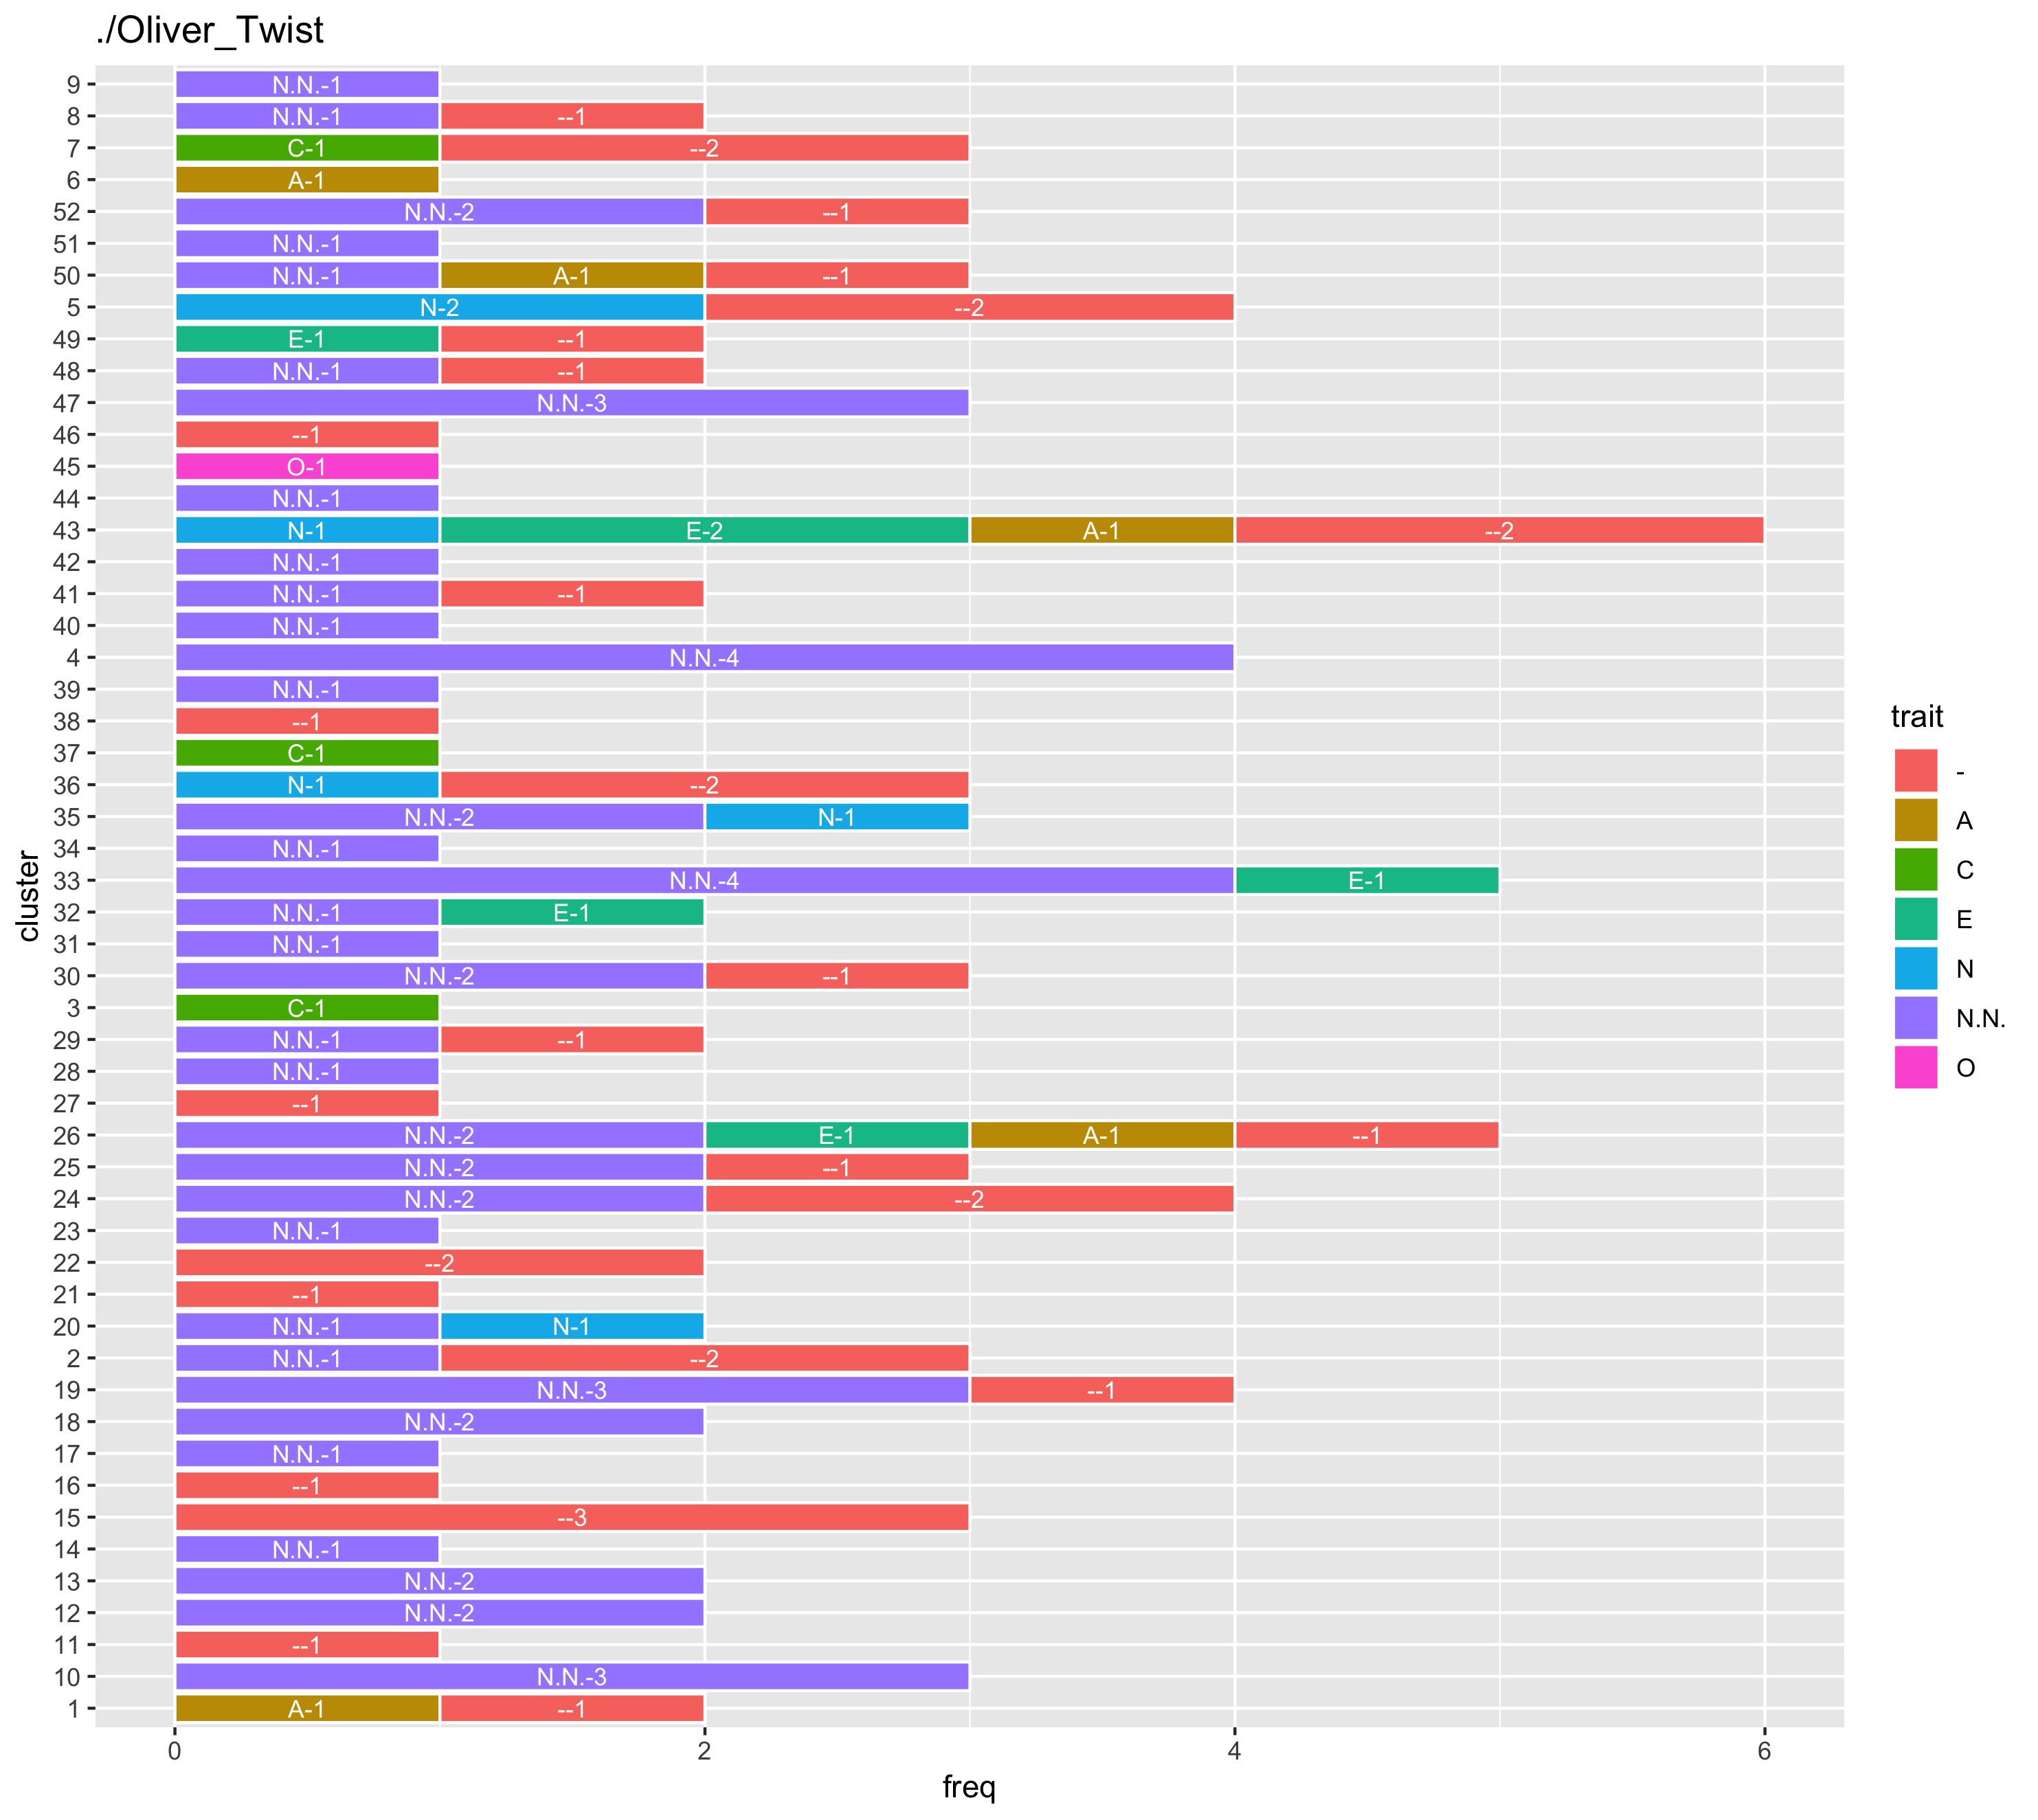 ./Oliver_Twist
9 N.N.-1
8 N.N.-1 --1
7 C-1 --2
6 A-1
52 N.N.-2 --1
51 N.N.-1
50 N.N.-1 A-1 --1
5 N-2 --2
49 E-1 --1
48 N.N.-1 --1
47 N.N.-3
46 --1
45 O-1
44 N.N.-1
43 N-1 E-2 A-1 --2
42 N.N.-1
41 N.N.-1 --1
40 N.N.-1
4 N.N.-4
39 N.N.-1
38 --1
37 C-1
36 N-1 --2
35 N.N.-2 N-1
34 N.N.-1
33 N.N.-4 E-1
32 N.N.-1 E-1
31 N.N.-1
30 N.N.-2 --1
3 C-1
29 N.N.-1 --1
28 N.N.-1
27 --1
26 N.N.-2 E-1 A-1 --1
25 N.N.-2 --1
24 N.N.-2 --2
23 N.N.-1
22 --2
21 --1
20 N.N.-1 N-1
2 N.N.-1 --2
19 N.N.-3 --1
18 N.N.-2
17 N.N.-1
16 --1
15 --3
14 N.N.-1
13 N.N.-2
12 N.N.-2
11 --1
10 N.N.-3
1 A-1 --1
0 2 4 6
freq
cluster
trait
-
A
C
E
N
N.N.
O